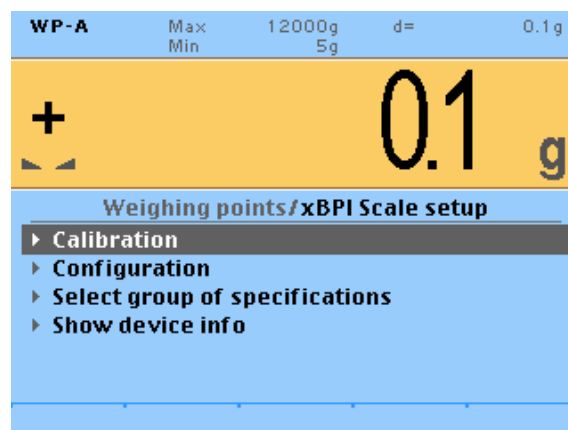 WP-A Max 12000g d= 0.1g
Min 5g
+ 0.1 g
Weighing points/xBPI Scale setup
Calibration
Configuration
Select group of specifications
Show device info